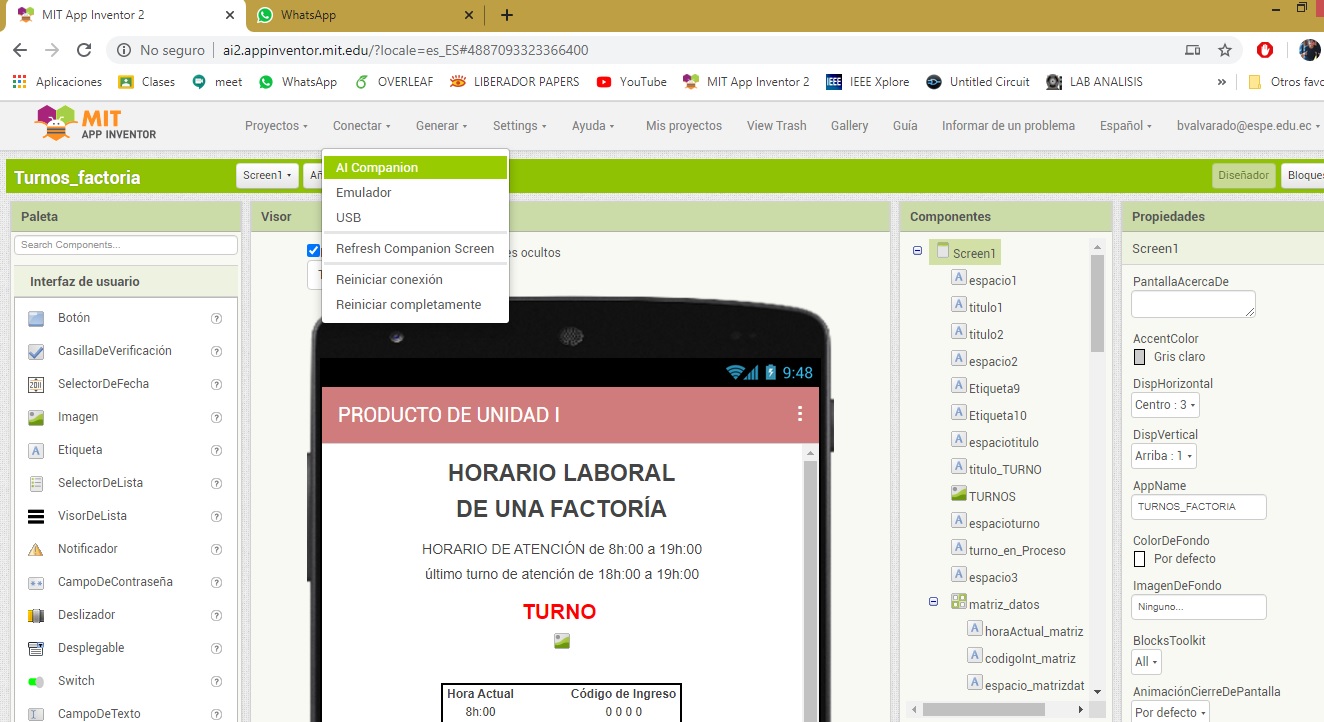 MIT App Inventor 2
WhatsApp
No seguro
ai2.appinventor.mit.edu/?locale=es_ES#4887093323366400
Aplicaciones
Clases
meet
WhatsApp
OVERLEAF
LIBERADOR PAPERS
YouTube
MIT App Inventor 2
IEEE
IEEE Xplore
Untitled Circuit
LAB ANALISIS
»
Otros favo
MIT
APP INVENTOR
Proyectos
Conectar
Generar
Settings
Ayuda
Mis proyectos
View Trash
Gallery
Guía
Informar de un problema
Español
bvalvarado@espe.edu.ec
Turnos_factoria
Screen1
Añ
Diseñador
Bloques
AI Companion
Emulador
USB
Refresh Companion Screen
Reiniciar conexión
Reiniciar completamente
Paleta
Search Components...
Interfaz de usuario
Botón
CasillaDeVerificación
SelectorDeFecha
Imagen
Etiqueta
SelectorDeLista
VisorDeLista
Notificador
CampoDeContraseña
Deslizador
Desplegable
Switch
CampoDeTexto
Visor
es ocultos
9:48
PRODUCTO DE UNIDAD I
HORARIO LABORAL
DE UNA FACTORÍA
HORARIO DE ATENCIÓN de 8h:00 a 19h:00
último turno de atención de 18h:00 a 19h:00
TURNO
Hora Actual Código de Ingreso
8h:00 0 0 0 0
Componentes
Screen1
espacio1
titulo1
titulo2
espacio2
Etiqueta9
Etiqueta10
espaciotitulo
titulo_TURNO
TURNOS
espacioturno
turno_en_Proceso
espacio3
matriz_datos
horaActual_matriz
codigoInt_matriz
espacio_matrizdat
Propiedades
Screen1
PantallaAcercaDe
AccentColor
Gris claro
DispHorizontal
Centro : 3
DispVertical
Arriba : 1
AppName
TURNOS_FACTORIA
ColorDeFondo
Por defecto
ImagenDeFondo
Ninguno...
BlocksToolkit
All
AnimaciónCierreDePantalla
Por defecto